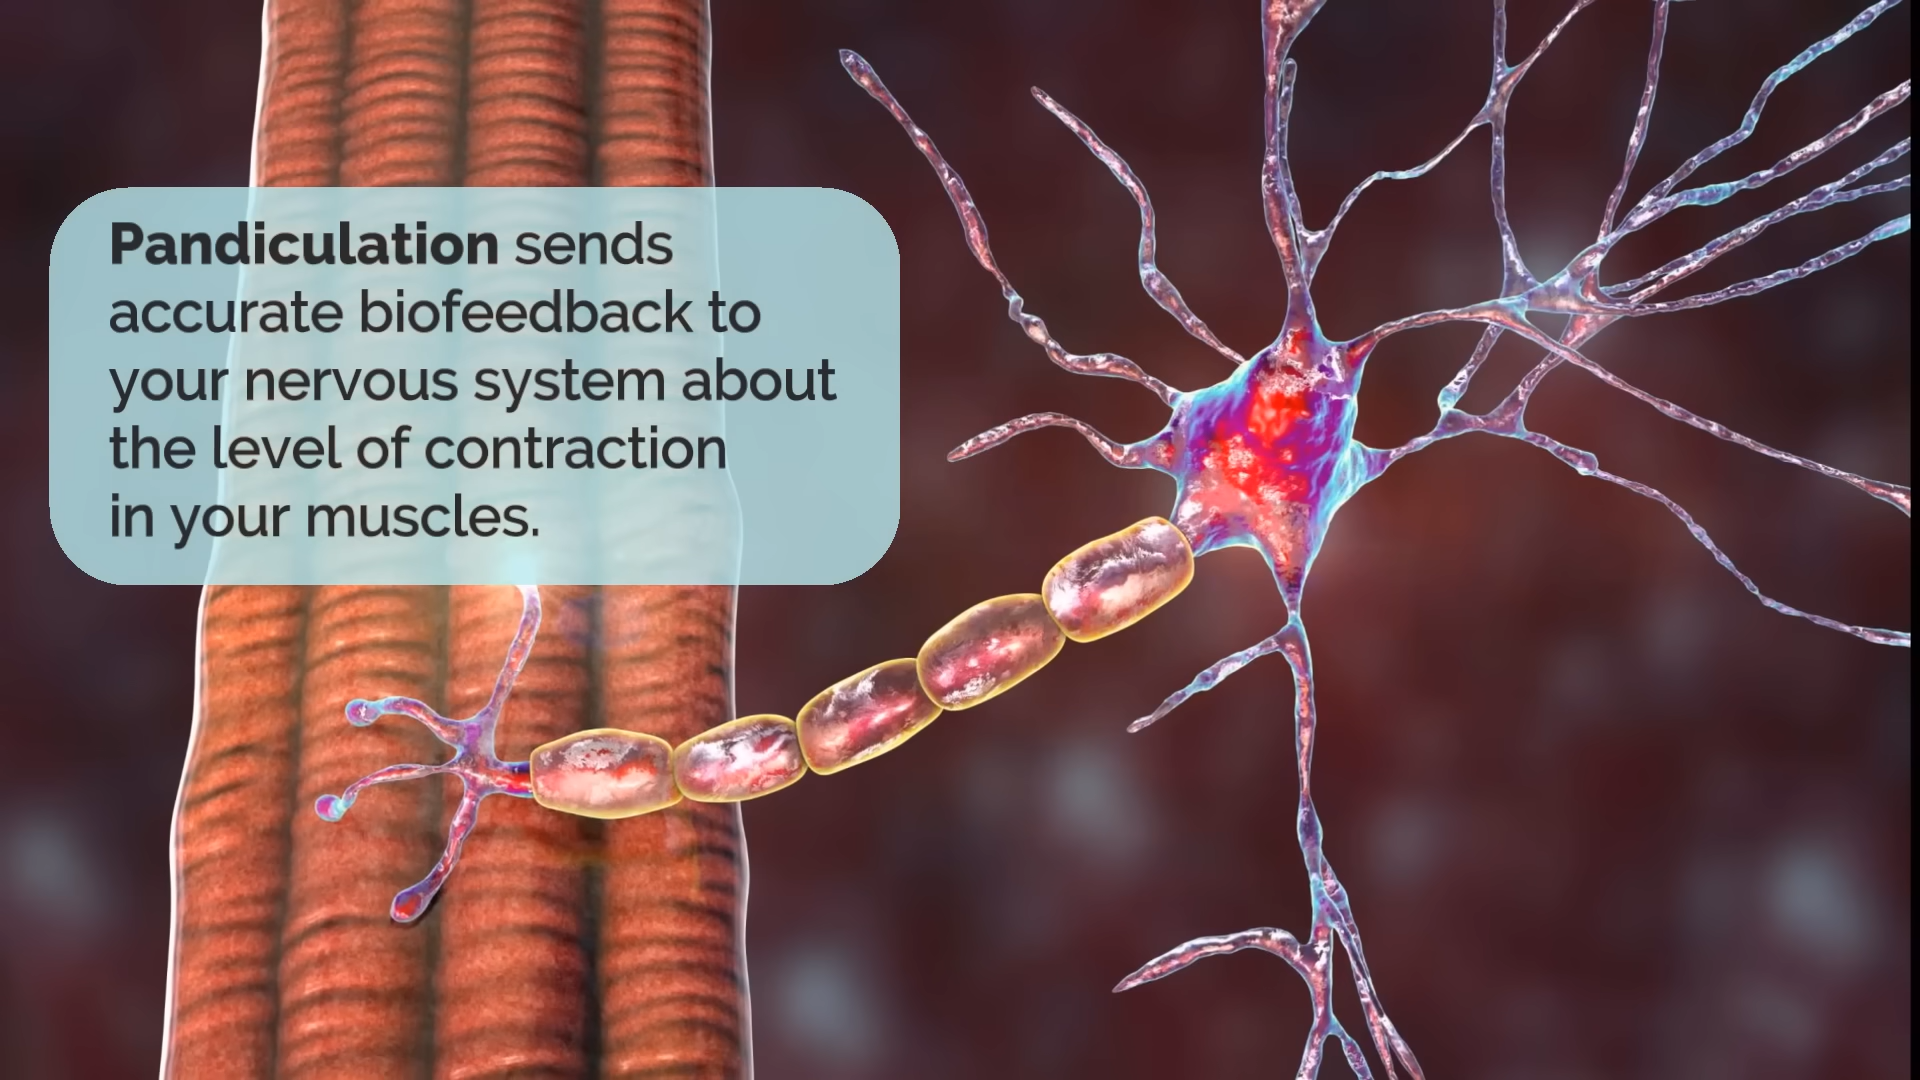 Pandiculation sends
accurate biofeedback to
your nervous system about
the level of contraction
in your muscles.